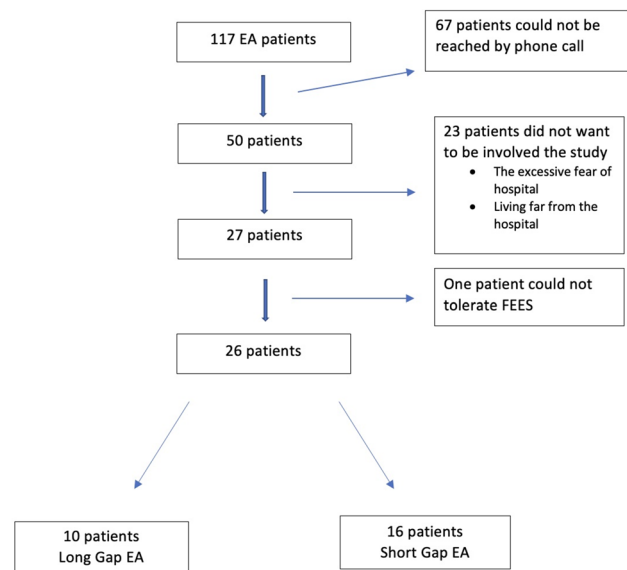 117 EA patients
67 patients could not be
reached by phone call
50 patients
23 patients did not want
to be involved the study
• The excessive fear of
hospital
• Living far from the
hospital
27 patients
One patient could not
tolerate FEES
26 patients
10 patients
Long Gap EA
16 patients
Short Gap EA